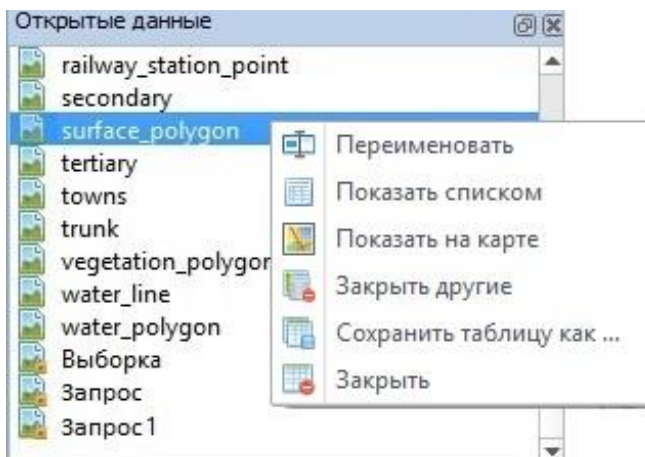 Открытые данные
railway_station_point
secondary
surface_polygon
tertiary
towns
trunk
vegetation_polygon
water_line
water_polygon
Выборка
Запрос
Запрос1
Переименовать
Показать списком
Показать на карте
Закрыть другие
Сохранить таблицу как ...
Закрыть